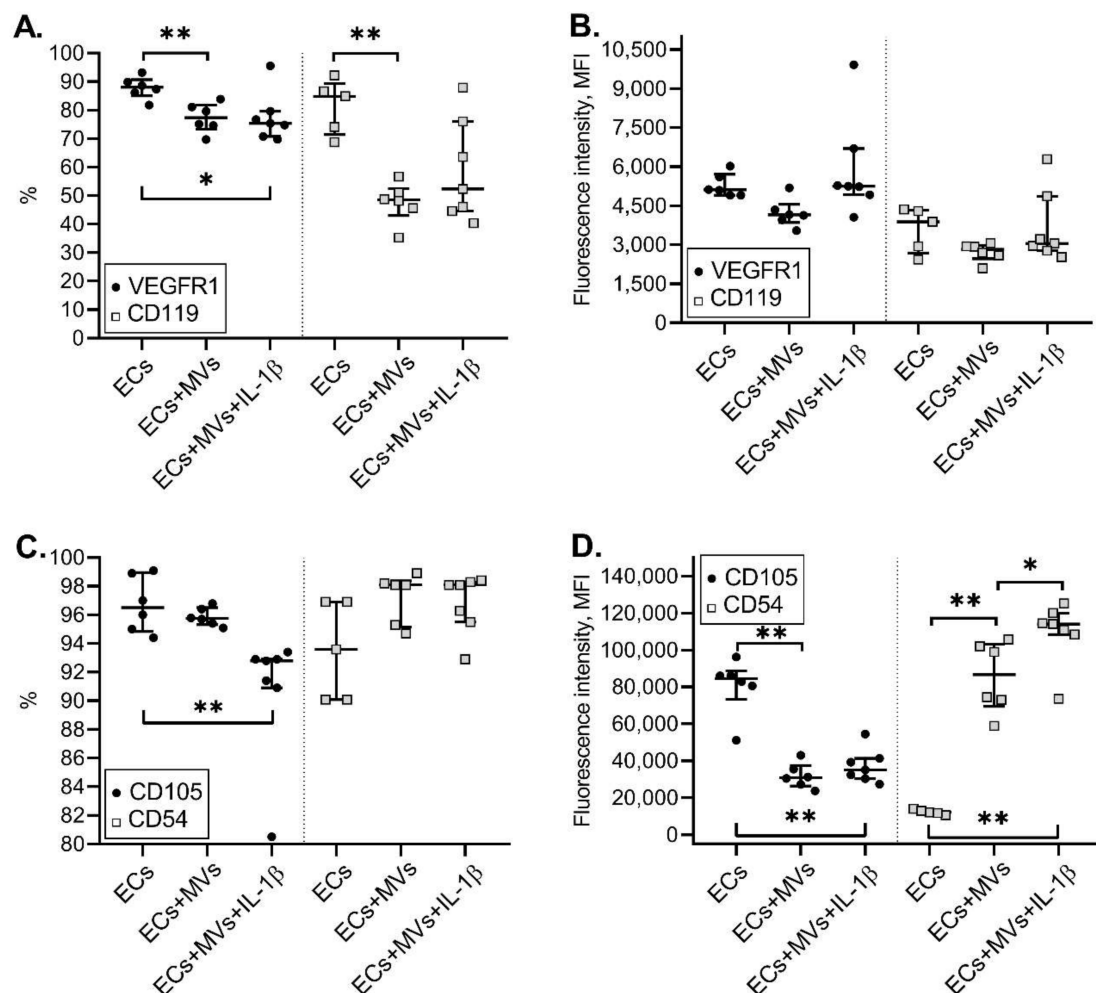 A.
** **
100
90
80
70
60
50
40
30
20
10
0
%
*
VEGFR1
CD119
ECs
ECs+MVs
ECs+MVs+IL-1β
ECs
ECs+MVs
ECs+MVs+IL-1β
B.
10,500
9,000
7,500
6,000
4,500
3,000
1,500
0
Fluorescence intensity, MFI
VEGFR1
CD119
ECs
ECs+MVs
ECs+MVs+IL-1β
ECs
ECs+MVs
ECs+MVs+IL-1β
C.
100
98
96
94
92
90
88
86
84
82
80
%
**
CD105
CD54
ECs
ECs+MVs
ECs+MVs+IL-1β
ECs
ECs+MVs
ECs+MVs+IL-1β
D.
CD105
CD54
140,000
120,000
100,000
80,000
60,000
40,000
20,000
0
Fluorescence intensity, MFI
*
**
**
** **
ECs
ECs+MVs
ECs+MVs+IL-1β
ECs
ECs+MVs
ECs+MVs+IL-1β